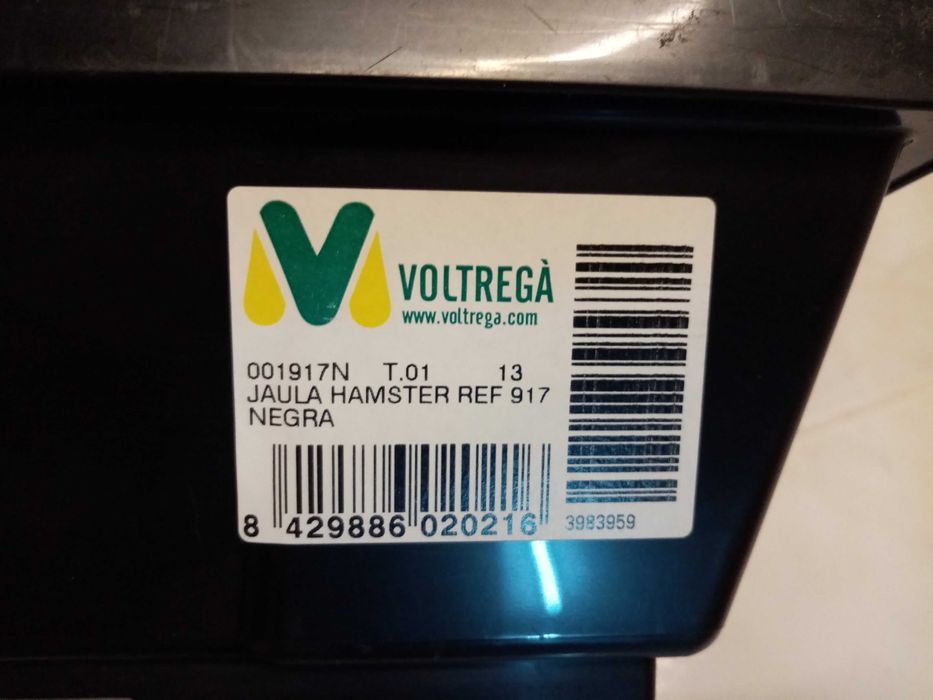 VOLTREGÀ
www.voltrega.com
001917N T.01 13
JAULA HAMSTER REF 917
NEGRA
8 429886 020216
3983959